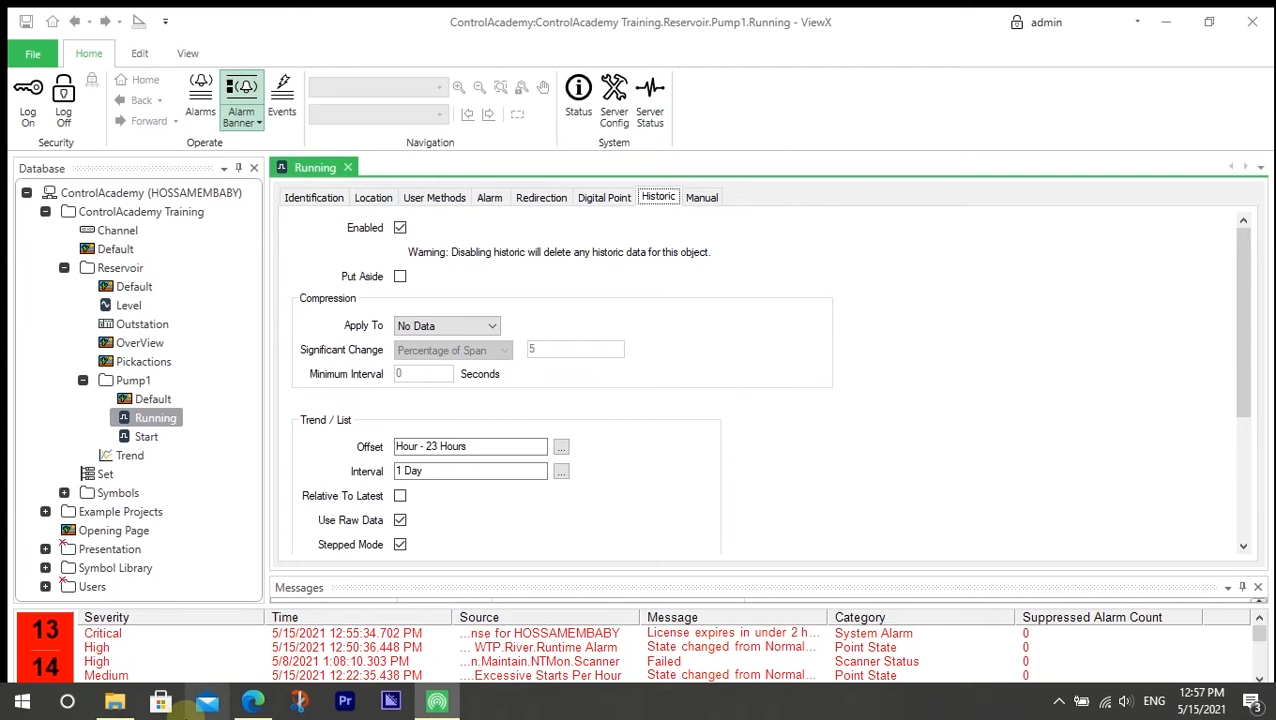 ControlAcademy:ControlAcademy Training.Reservoir.Pump1.Running - ViewX
admin
File
Home
Edit
View
Log On
Log Off
Home
Back
Forward
Alarms
Alarm Banner
Events
Status
Server Config
Server Status
Security
Operate
Navigation
System
Database
ControlAcademy (HOSSAMEMBABY)
ControlAcademy Training
Channel
Default
Reservoir
Default
Level
Outstation
OverView
Pickactions
Pump1
Default
Running
Start
Trend
Set
Symbols
Example Projects
Opening Page
Presentation
Symbol Library
Users
Running
Identification Location User Methods Alarm Redirection Digital Point Historic Manual
Enabled
Warning: Disabling historic will delete any historic data for this object.
Put Aside
Compression
Apply To No Data
Significant Change Percentage of Span 5
Minimum Interval 0 Seconds
Trend / List
Offset Hour - 23 Hours ...
Interval 1 Day ...
Relative To Latest
Use Raw Data
Stepped Mode
Messages
13
14
Severity Time Source Message Category Suppressed Alarm Count
Critical 5/15/2021 12:55:34.702 PM ...nse for HOSSAMEMBABY License expires in under 2 h... System Alarm 0
High 5/15/2021 12:50:36.448 PM ... WTP.River.Runtime Alarm State changed from Normal... Point State 0
High 5/8/2021 1:08:10.303 PM ...n.Maintain.NTMon.Scanner Failed Scanner Status 0
Medium 5/15/2021 12:22:35.438 PM ...Excessive Starts Per Hour State changed from Normal... Point State 0
Pr
ENG
12:57 PM
5/15/2021
3